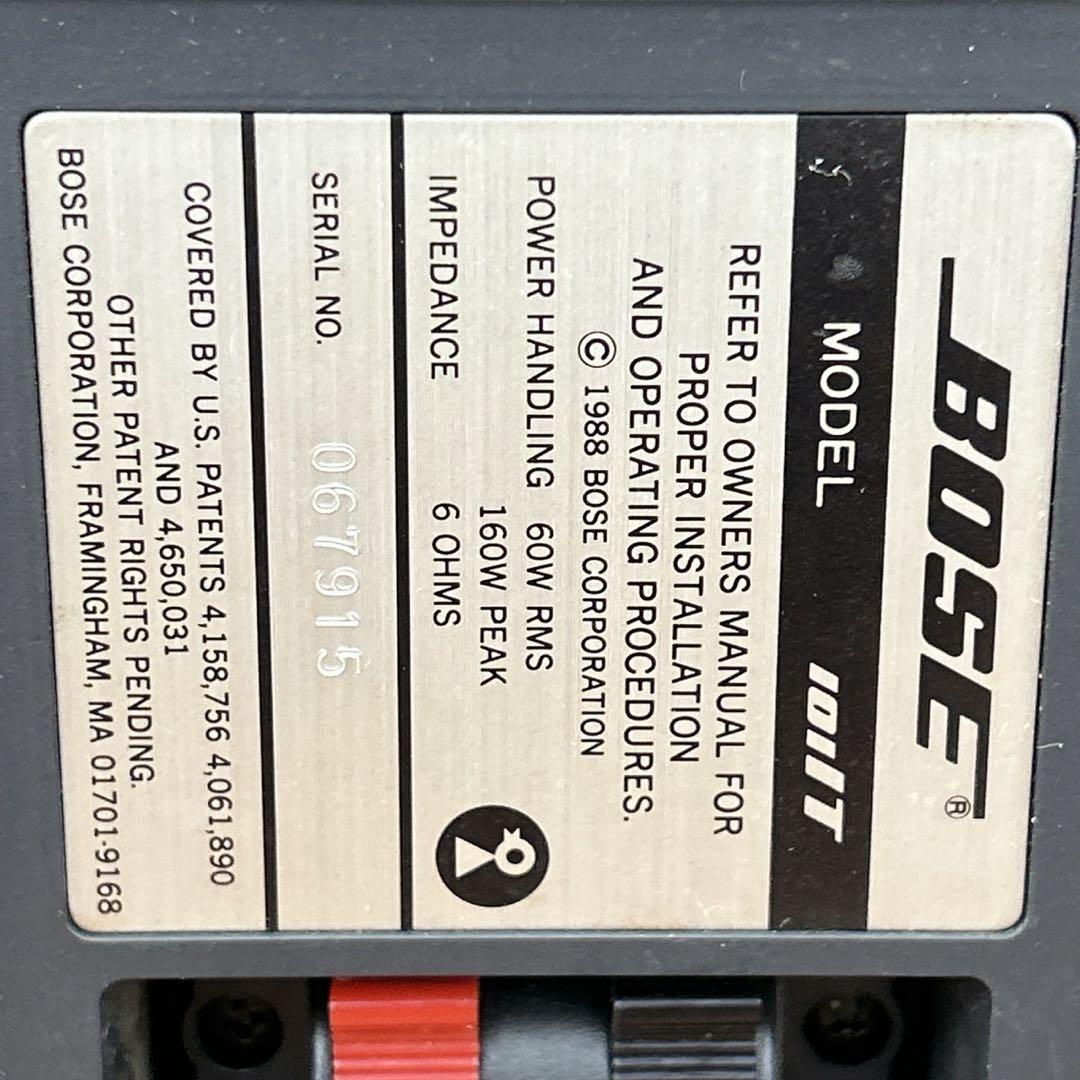 BOSE®
MODEL 101IT
REFER TO OWNERS MANUAL FOR
PROPER INSTALLATION
AND OPERATING PROCEDURES.
© 1988 BOSE CORPORATION
POWER HANDLING 60W RMS
160W PEAK
IMPEDANCE 6 OHMS
SERIAL NO. 067915
COVERED BY U.S. PATENTS 4,158,756 4,061,890
AND 4,650,031
OTHER PATENT RIGHTS PENDING.
BOSE CORPORATION, FRAMINGHAM, MA 01701-9168